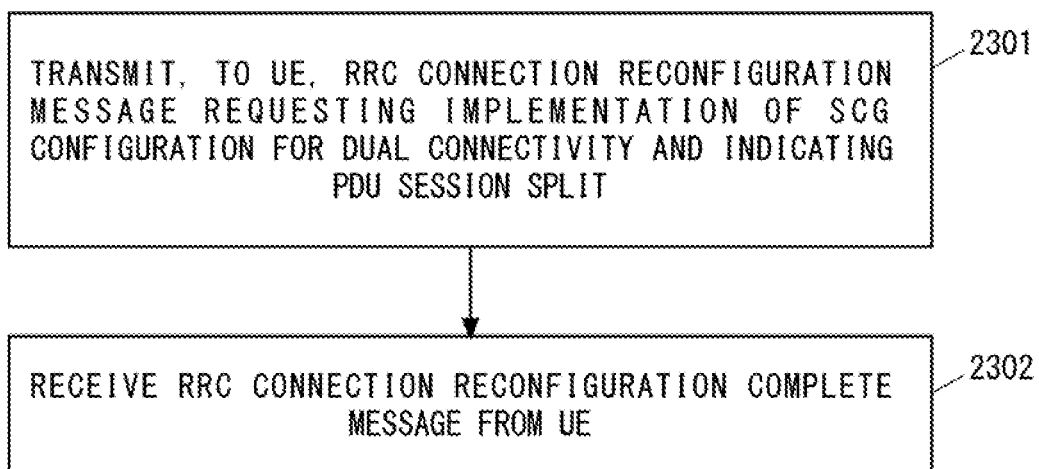 2301
TRANSMIT, TO UE, RRC CONNECTION RECONFIGURATION
MESSAGE REQUESTING IMPLEMENTATION OF SCG
CONFIGURATION FOR DUAL CONNECTIVITY AND INDICATING
PDU SESSION SPLIT
2302
RECEIVE RRC CONNECTION RECONFIGURATION COMPLETE
MESSAGE FROM UE